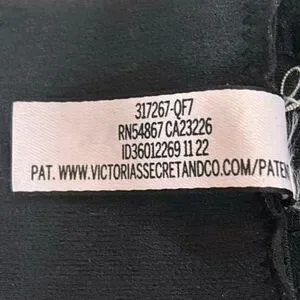 317267-QF7
RN54867 CA23226
ID36012269 11 22
PAT. WWW.VICTORIASSECRETANDCO.COM/PATEN